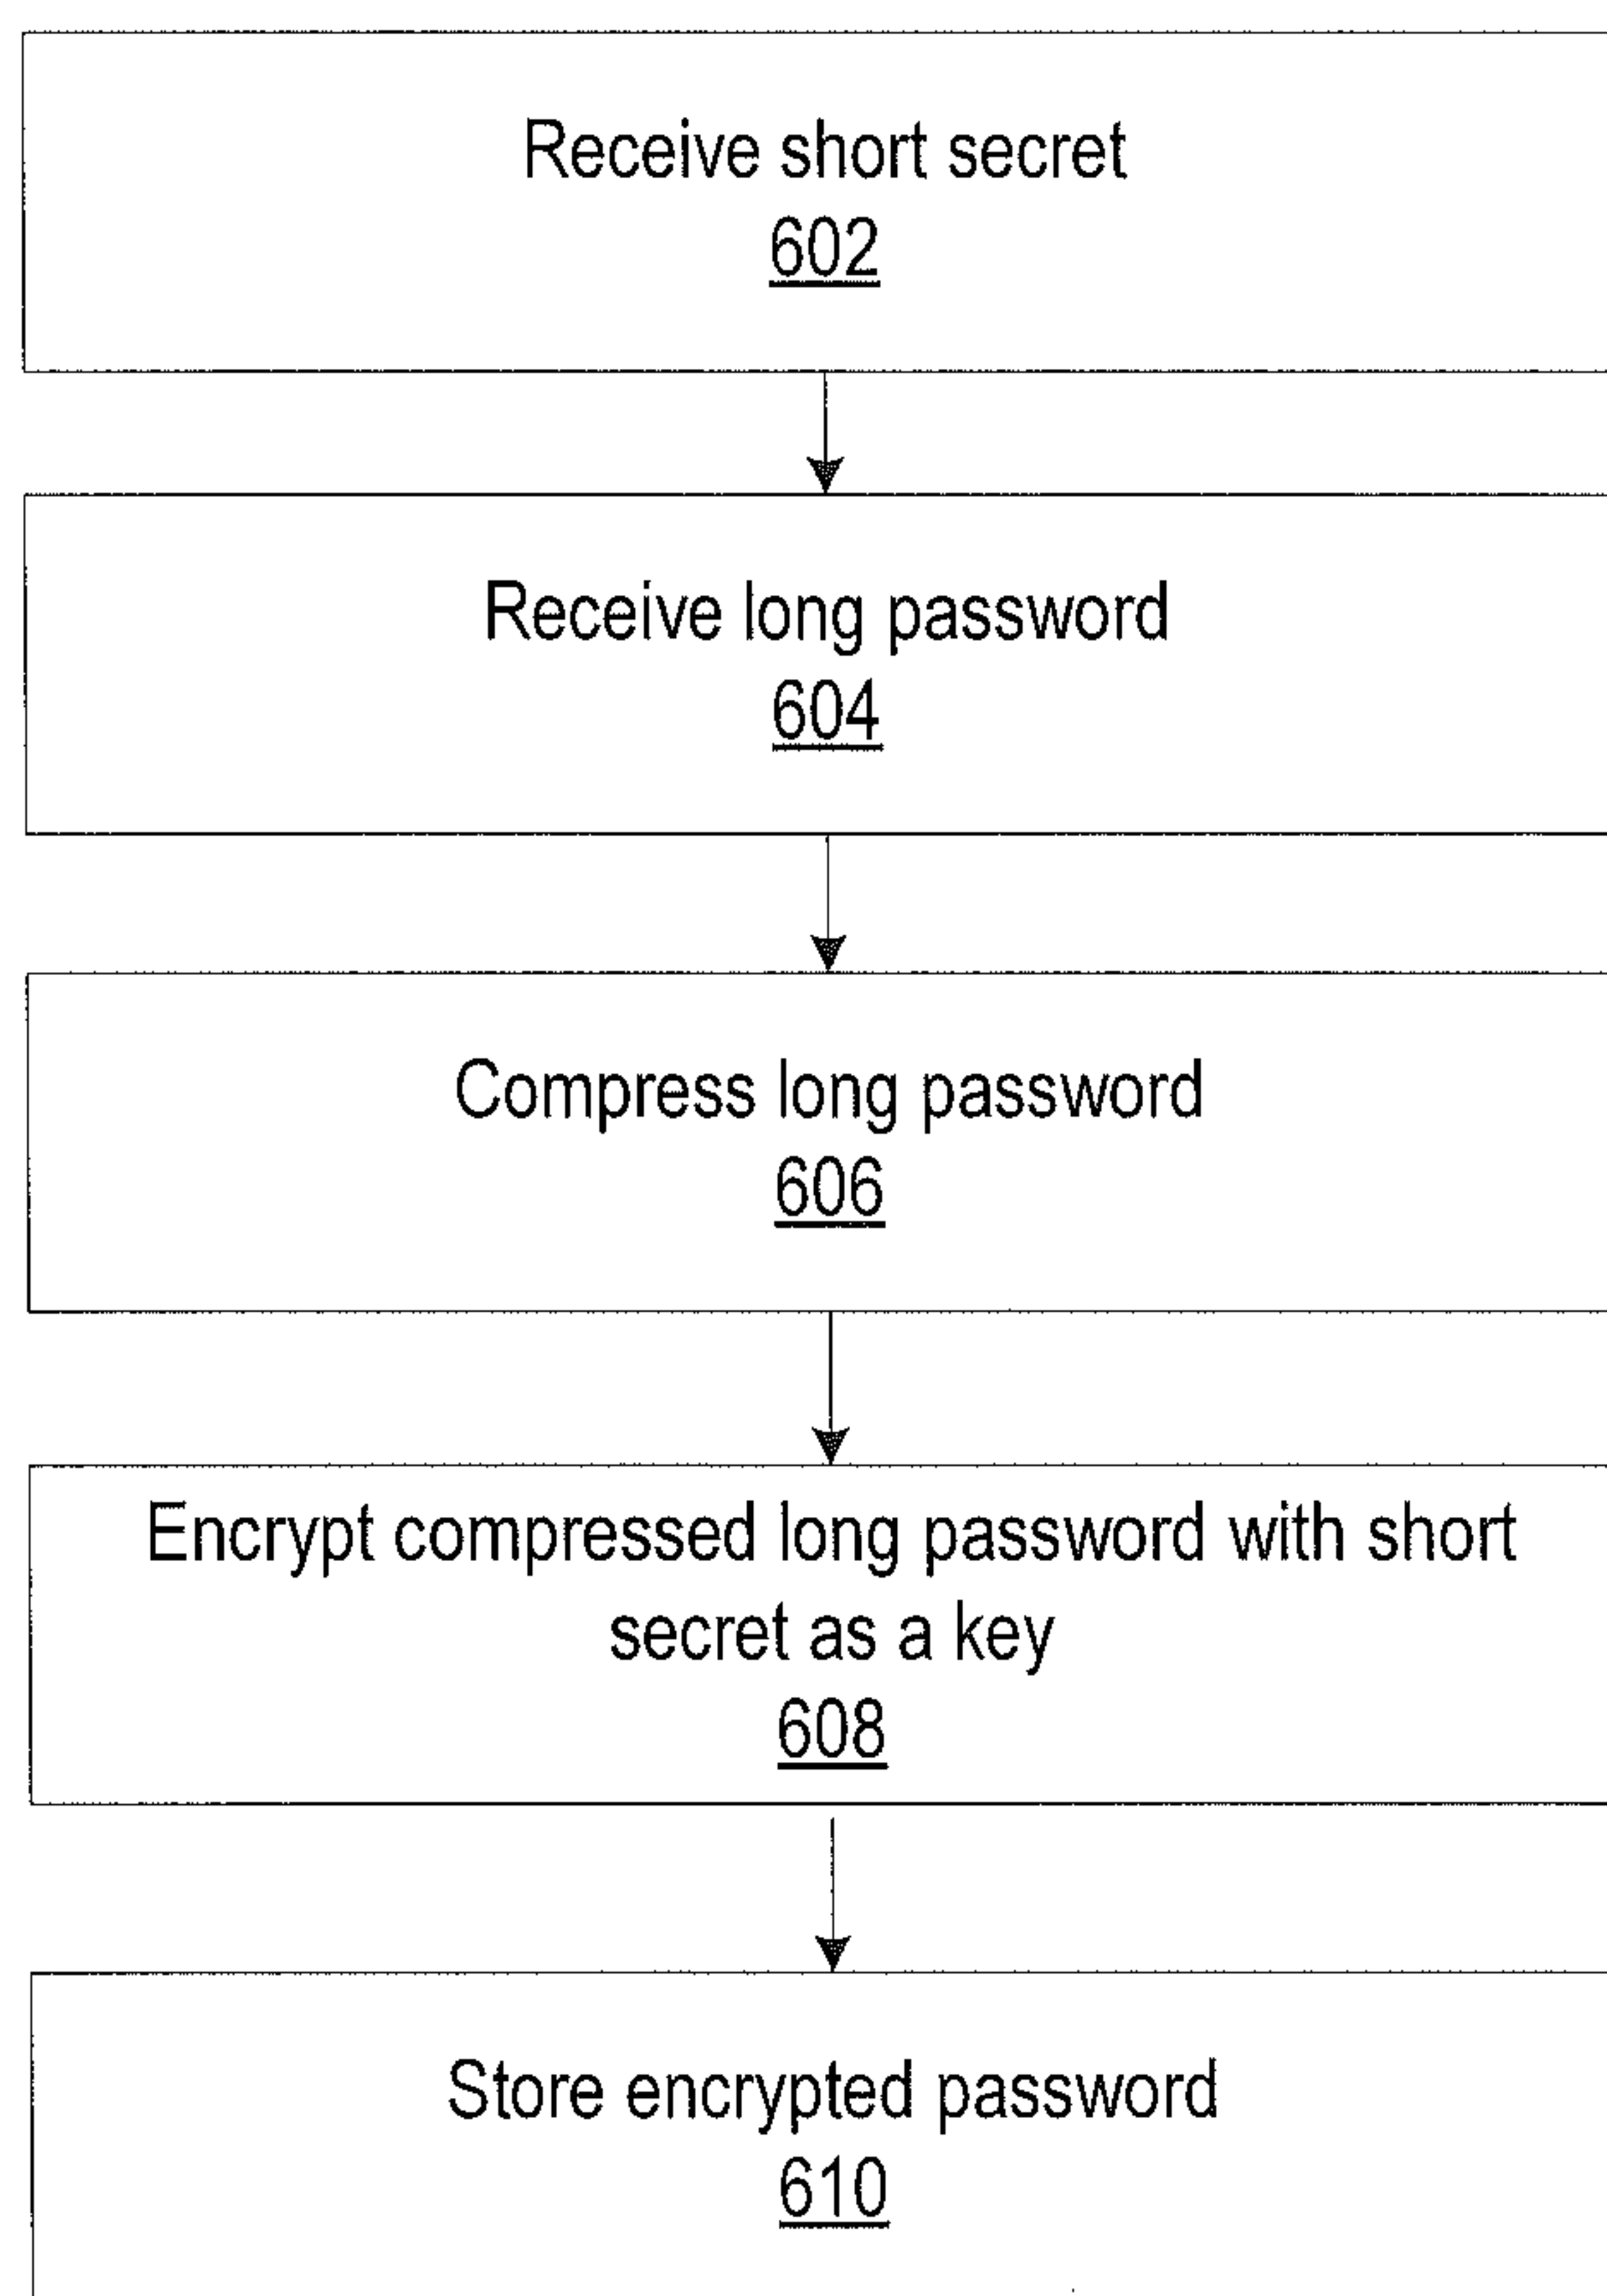 Receive short secret
602
Receive long password
604
Compress long password
606
Encrypt compressed long password with short
secret as a key
608
Store encrypted password
610